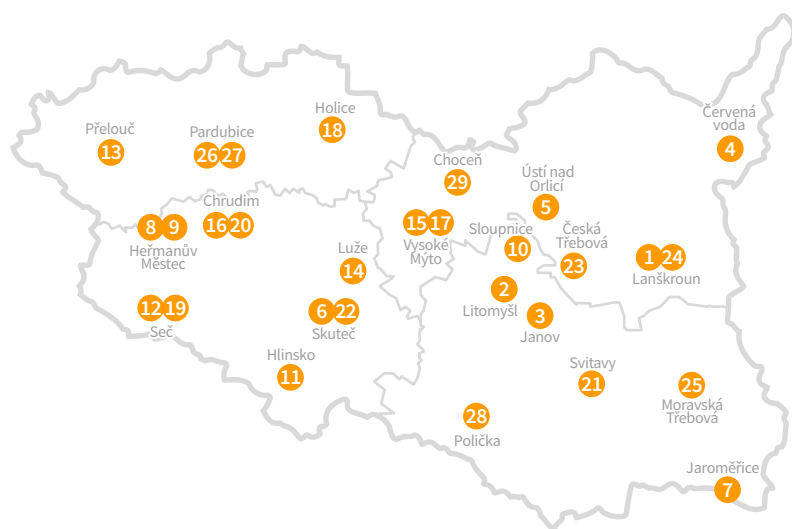 Holice
18
Přelouč
13
Pardubice
26 27
Červená
voda
4
Choceň
29
Ústí nad
Orlicí
5
Chrudim
16 20
8 9
Heřmanův
Městec
15 17
Vysoké
Mýto
Sloupnice
10
Česká
Třebová
23
Luže
14
1 24
Lanškroun
2
Litomyšl
3
Janov
12 19
Seč
6 22
Skuteč
Hlinsko
11
Svitavy
21
25
Moravská
Třebová
28
Polička
Jaroměřice
7